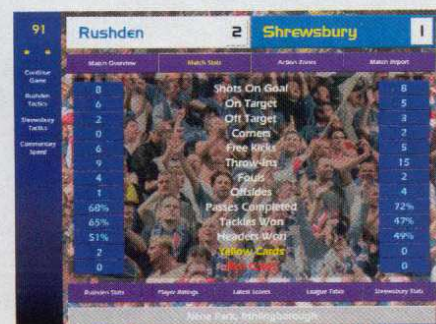 91
Rushden 2 Shrewsbury 1
Match Overview Match Stats Action Zones Match Report
Continue Game
Rushden Tactics
Shrewsbury Tactics
Commentary Speed
8 Shots On Goal 8
6 On Target 5
2 Off Target 3
0 Corners 2
6 Free Kicks 5
9 Throw-Ins 15
4 Fouls 2
1 Offsides 4
68% Passes Completed 72%
65% Tackles Won 47%
51% Headers Won 49%
2 Yellow Cards 0
0 0
Rushden Stats Player Ratings Latest Scores League Table Shrewsbury Stats
Nene Park, Irthlingborough